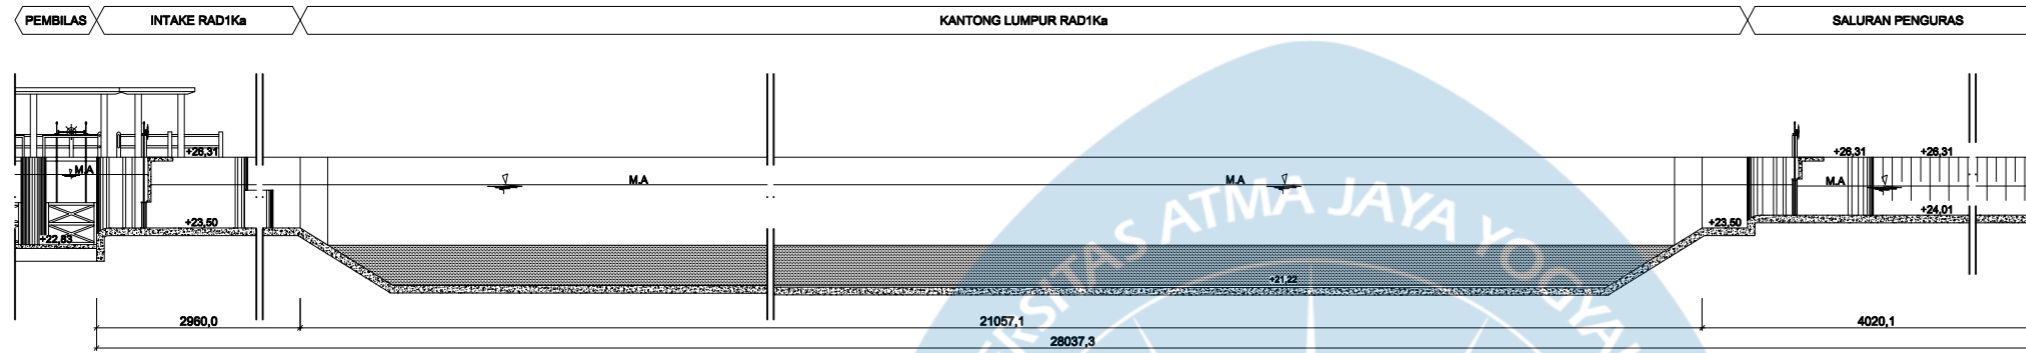 PEMBILAS
INTAKE RAD1Ka
KANTONG LUMPUR RAD1Ka
SALURAN PENGURAS
+26,31
+26,31
+26,31
M.A
M.A
M.A
M.A
+23,50
+23,50
+24,01
+22,83
+21,22
UNIVERSITAS ATMA JAYA YOGYAKARTA
2960,0
21057,1
4020,1
28037,3